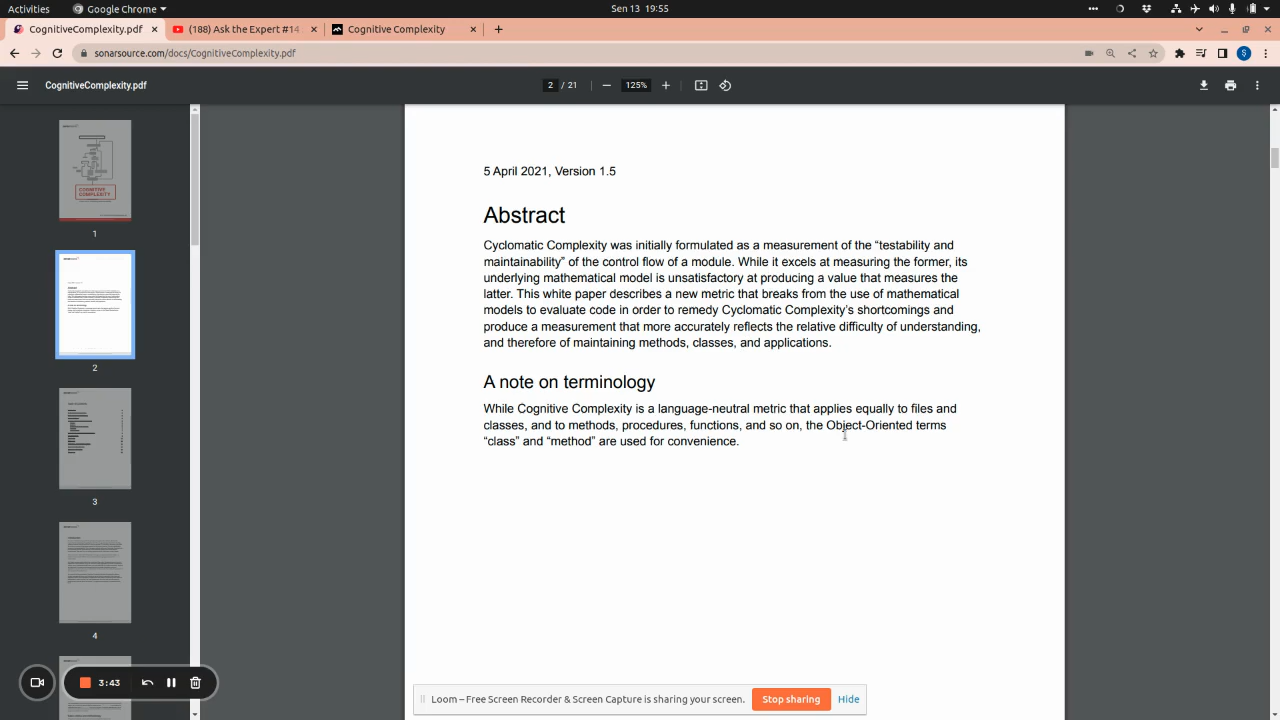 Activities
Google Chrome
Sen 13 19:55
CognitiveComplexity.pdf
(188) Ask the Expert #14
Cognitive Complexity
sonarsource.com/docs/CognitiveComplexity.pdf
S
CognitiveComplexity.pdf
2 / 21
125%
COGNITIVE
COMPLEXITY
1
2
3
4
5 April 2021, Version 1.5
Abstract
Cyclomatic Complexity was initially formulated as a measurement of the “testability and
maintainability” of the control flow of a module. While it excels at measuring the former, its
underlying mathematical model is unsatisfactory at producing a value that measures the
latter. This white paper describes a new metric that breaks from the use of mathematical
models to evaluate code in order to remedy Cyclomatic Complexity’s shortcomings and
produce a measurement that more accurately reflects the relative difficulty of understanding,
and therefore of maintaining methods, classes, and applications.
A note on terminology
While Cognitive Complexity is a language-neutral metric that applies equally to files and
classes, and to methods, procedures, functions, and so on, the Object-Oriented terms
“class” and “method” are used for convenience.
3:43
Loom – Free Screen Recorder & Screen Capture is sharing your screen.
Stop sharing
Hide